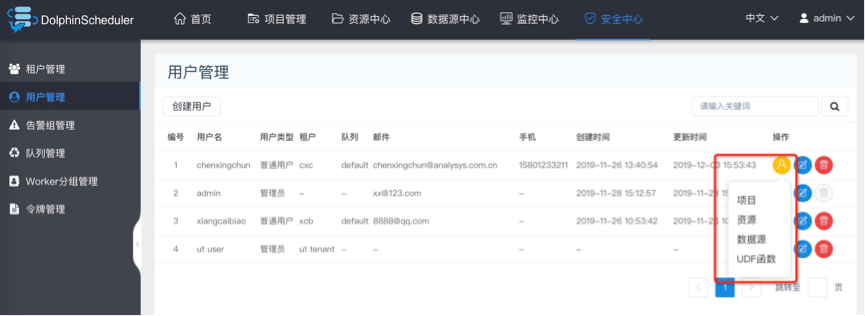 DolphinScheduler 首页 项目管理 资源中心 数据源中心 监控中心 安全中心 中文 admin
租户管理
用户管理
告警组管理
队列管理
Worker分组管理
令牌管理
用户管理
创建用户 请输入关键词
编号 用户名 用户类型 租户 队列 邮件 手机 创建时间 更新时间 操作
1 chenxingchun 普通用户 cxc default chenxingchun@analysys.com.cn 15801233211 2019-11-26 13:40:54 2019-12-03 15:53:43
2 admin 管理员 - - xx@123.com - 2019-11-28 15:12:57 2019-11-28 15
3 xiangcaibiao 普通用户 xcb default 8888@qq.com - 2019-11-26 10:53:42 2019-11-2
4 ut user 管理员 ut tenant - - - - -
项目
资源
数据源
UDF函数
1 跳转至 页